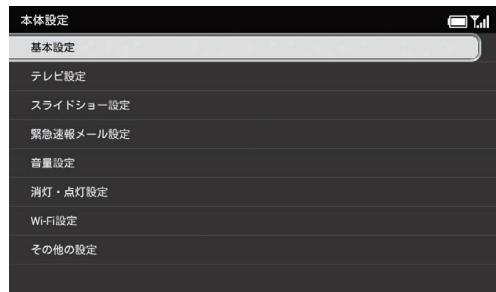 本体設定
基本設定
テレビ設定
スライドショー設定
緊急速報メール設定
音量設定
消灯・点灯設定
Wi-Fi設定
その他の設定